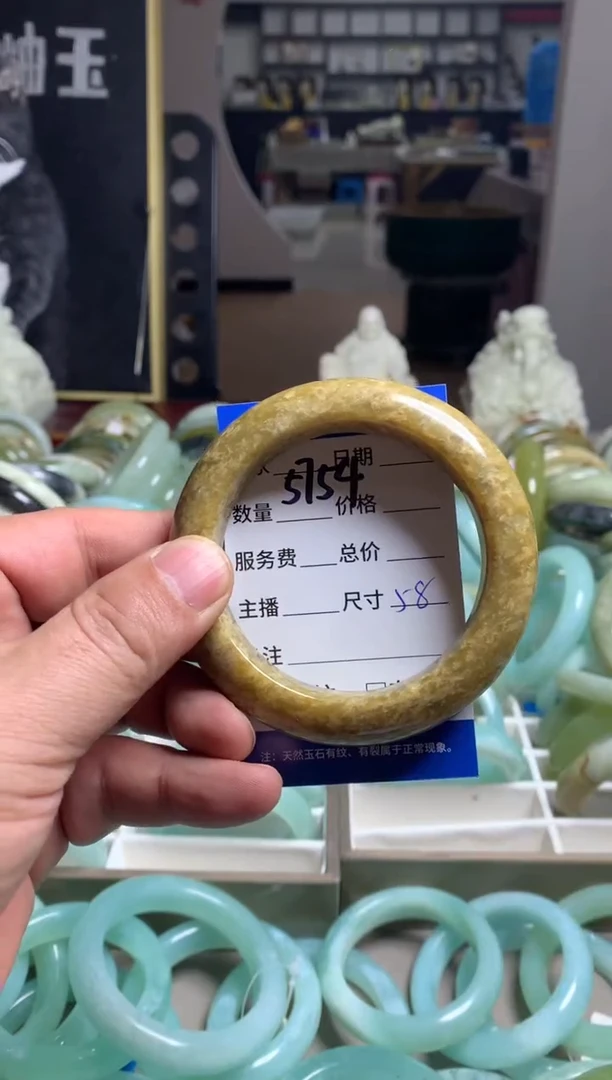 岫玉
日期
5754
数量 价格
服务费 总价
主播 尺寸 58
注
注：天然玉石有纹、有裂属于正常现象。